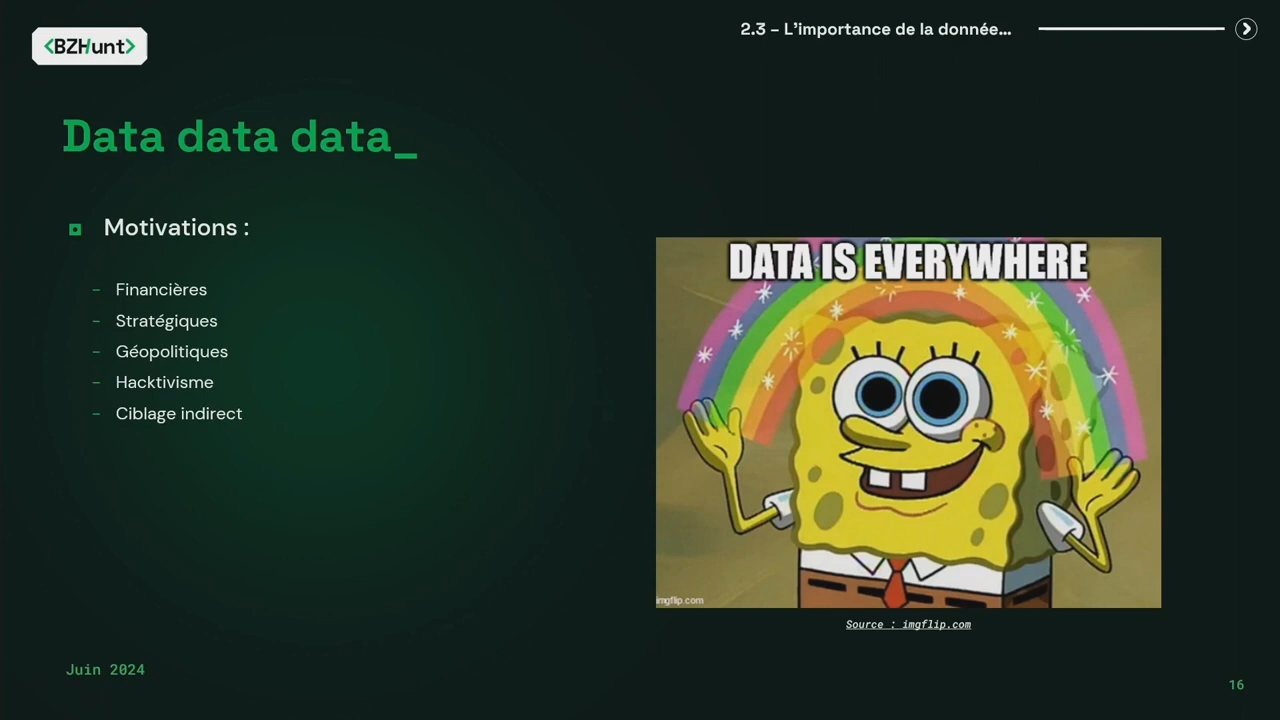 <BZHunt>
2.3 – L'importance de la donnée...
Data data data_
Motivations :
– Financières
– Stratégiques
– Géopolitiques
– Hacktivisme
– Ciblage indirect
DATA IS EVERYWHERE
imgflip.com
Source : imgflip.com
Juin 2024
16